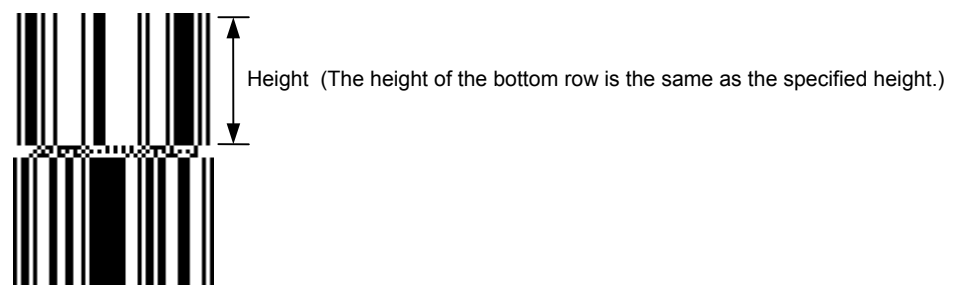 Height (The height of the bottom row is the same as the specified height.)